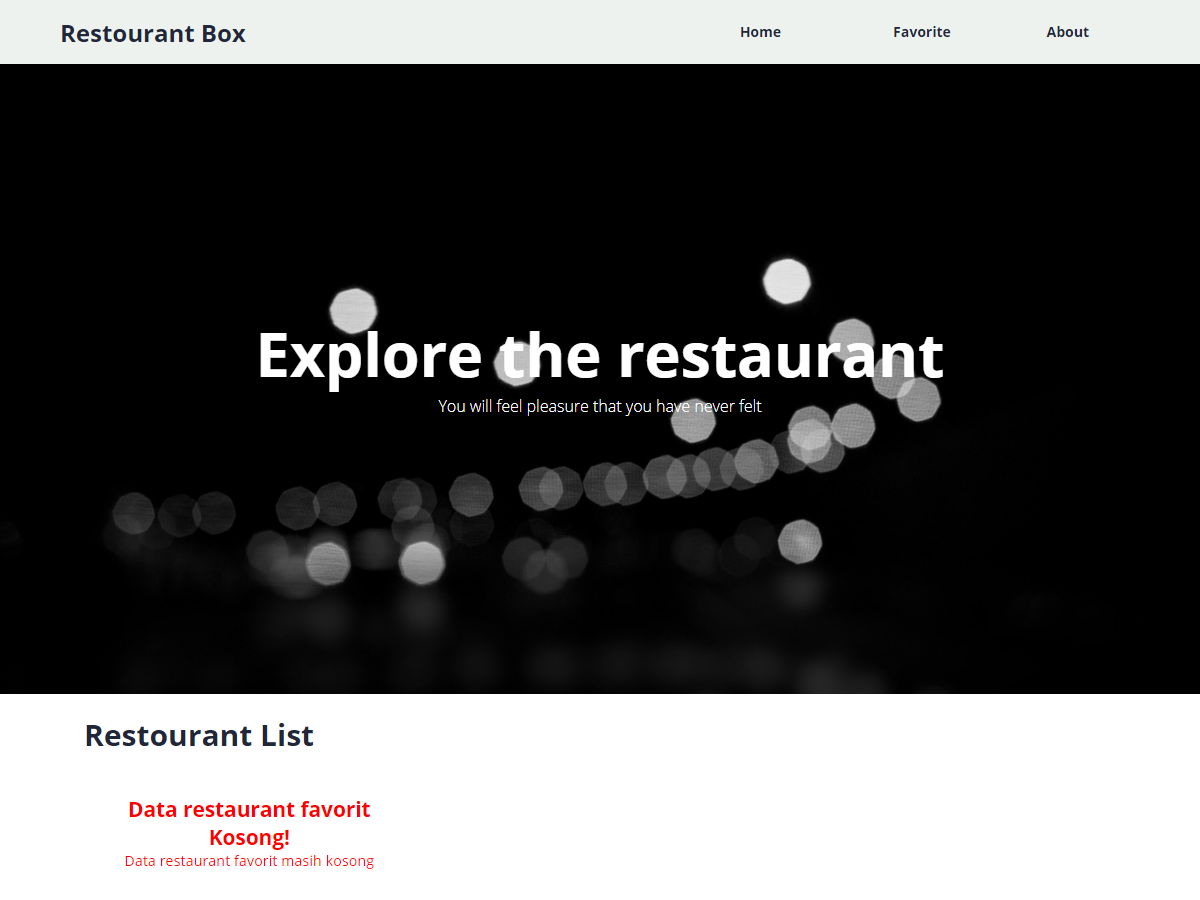 Restourant Box
Home Favorite About
Explore the restaurant
You will feel pleasure that you have never felt
Restourant List
Data restaurant favorit
Kosong!
Data restaurant favorit masih kosong